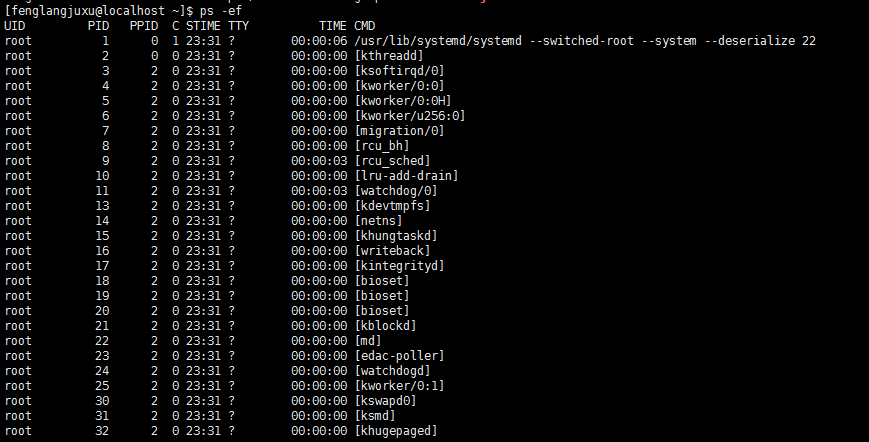 [fenglangjuxu@localhost ~]$ ps -ef
UID        PID  PPID  C STIME TTY          TIME CMD
root         1     0  1 23:31 ?        00:00:06 /usr/lib/systemd/systemd --switched-root --system --deserialize 22
root         2     0  0 23:31 ?        00:00:00 [kthreadd]
root         3     2  0 23:31 ?        00:00:00 [ksoftirqd/0]
root         4     2  0 23:31 ?        00:00:00 [kworker/0:0]
root         5     2  0 23:31 ?        00:00:00 [kworker/0:0H]
root         6     2  0 23:31 ?        00:00:00 [kworker/u256:0]
root         7     2  0 23:31 ?        00:00:00 [migration/0]
root         8     2  0 23:31 ?        00:00:00 [rcu_bh]
root         9     2  0 23:31 ?        00:00:03 [rcu_sched]
root        10     2  0 23:31 ?        00:00:00 [lru-add-drain]
root        11     2  0 23:31 ?        00:00:03 [watchdog/0]
root        13     2  0 23:31 ?        00:00:00 [kdevtmpfs]
root        14     2  0 23:31 ?        00:00:00 [netns]
root        15     2  0 23:31 ?        00:00:00 [khungtaskd]
root        16     2  0 23:31 ?        00:00:00 [writeback]
root        17     2  0 23:31 ?        00:00:00 [kintegrityd]
root        18     2  0 23:31 ?        00:00:00 [bioset]
root        19     2  0 23:31 ?        00:00:00 [bioset]
root        20     2  0 23:31 ?        00:00:00 [bioset]
root        21     2  0 23:31 ?        00:00:00 [kblockd]
root        22     2  0 23:31 ?        00:00:00 [md]
root        23     2  0 23:31 ?        00:00:00 [edac-poller]
root        24     2  0 23:31 ?        00:00:00 [watchdogd]
root        25     2  0 23:31 ?        00:00:00 [kworker/0:1]
root        30     2  0 23:31 ?        00:00:00 [kswapd0]
root        31     2  0 23:31 ?        00:00:00 [ksmd]
root        32     2  0 23:31 ?        00:00:00 [khugepaged]